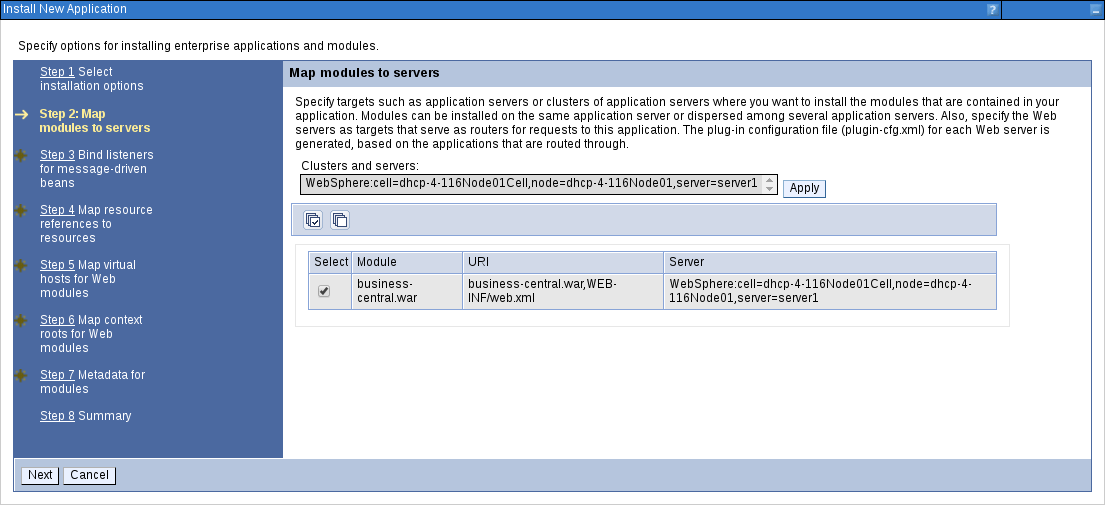 Install New Application
?
Specify options for installing enterprise applications and modules.
Step 1 Select
installation options
Step 2: Map
modules to servers
Step 3 Bind listeners
for message-driven
beans
Step 4 Map resource
references to
resources
Step 5 Map virtual
hosts for Web
modules
Step 6 Map context
roots for Web
modules
Step 7 Metadata for
modules
Step 8 Summary
Map modules to servers
Specify targets such as application servers or clusters of application servers where you want to install the modules that are contained in your
application. Modules can be installed on the same application server or dispersed among several application servers. Also, specify the Web
servers as targets that serve as routers for requests to this application. The plug-in configuration file (plugin-cfg.xml) for each Web server is
generated, based on the applications that are routed through.
Clusters and servers:
WebSphere:cell=dhcp-4-116Node01Cell,node=dhcp-4-116Node01,server=server1
Apply
Select Module URI Server
business-
central.war
business-central.war,WEB-
INF/web.xml
WebSphere:cell=dhcp-4-116Node01Cell,node=dhcp-4-
116Node01,server=server1
Next Cancel